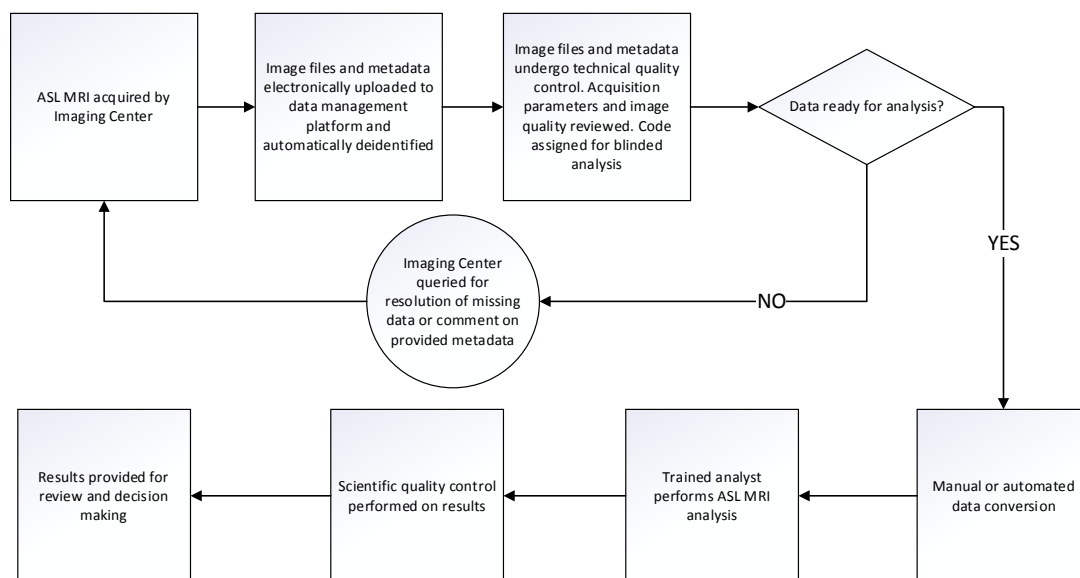 ASL MRI acquired by
Imaging Center
Image files and metadata
electronically uploaded to
data management
platform and
automatically deidentified
Image files and metadata
undergo technical quality
control. Acquisition
parameters and image
quality reviewed. Code
assigned for blinded
analysis
Data ready for analysis?
YES
NO
Imaging Center
queried for
resolution of missing
data or comment on
provided metadata
Manual or automated
data conversion
Trained analyst
performs ASL MRI
analysis
Scientific quality control
performed on results
Results provided for
review and decision
making